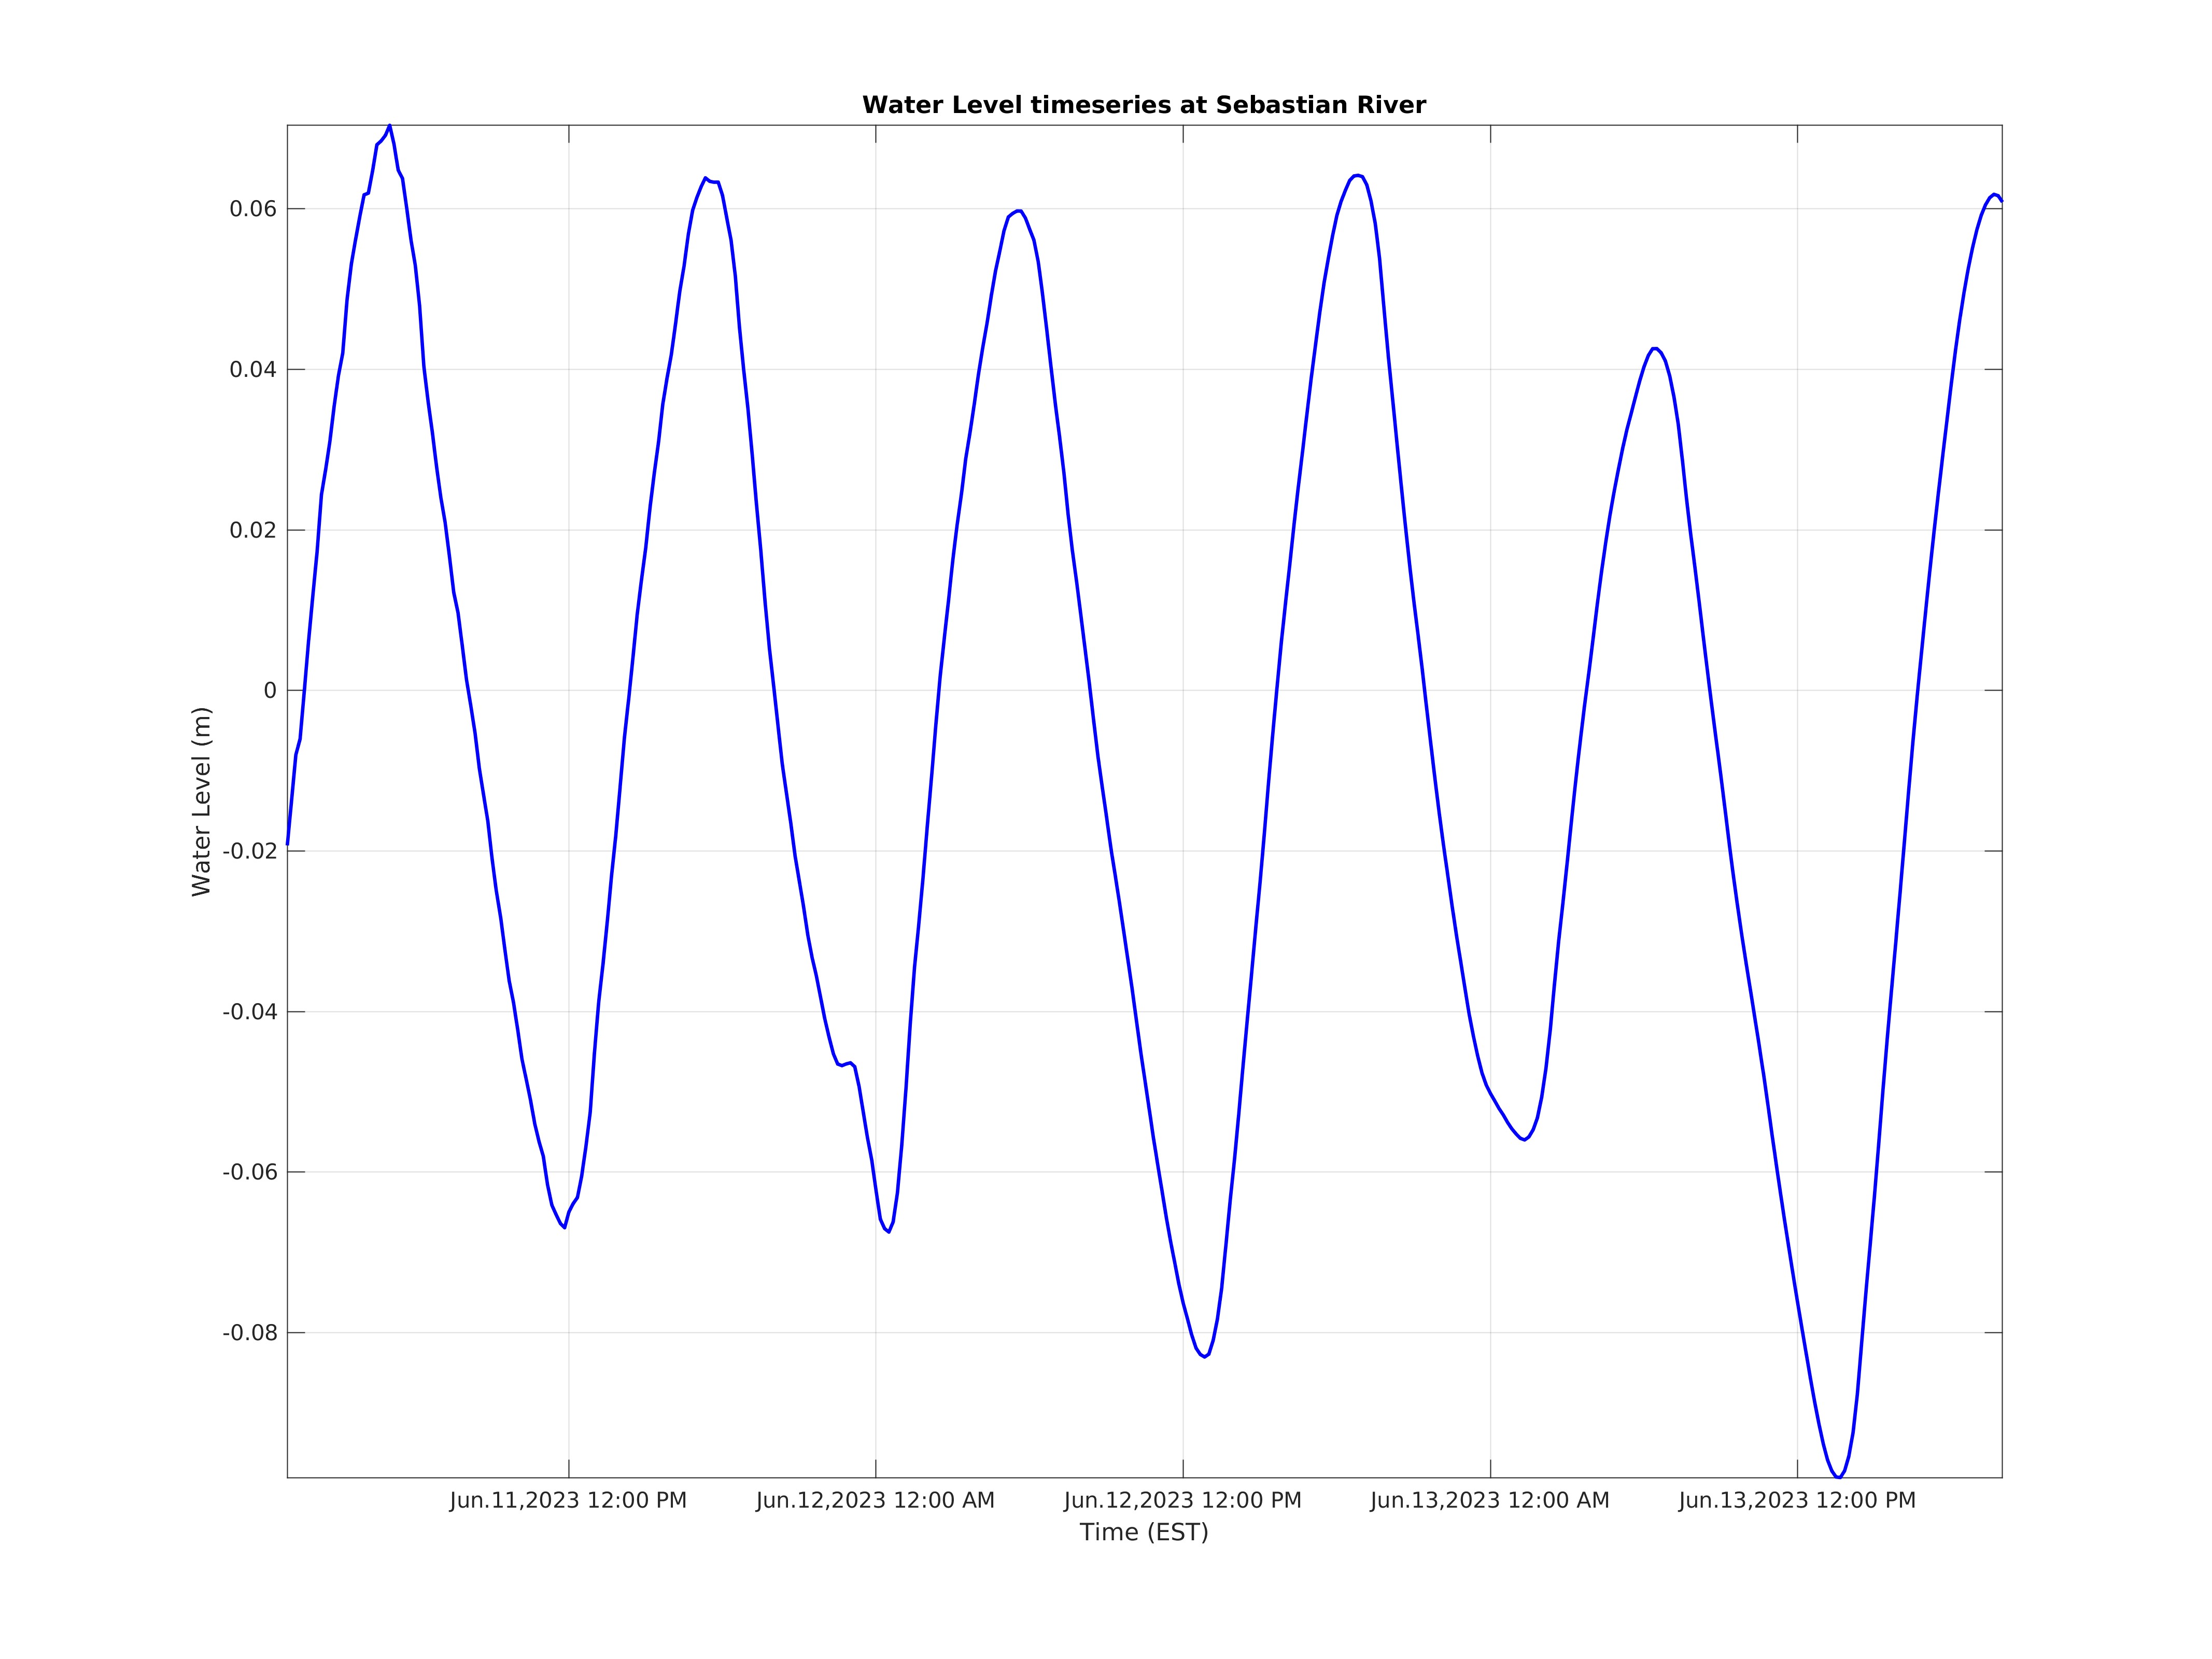 Water Level timeseries at Sebastian River
0.06
0.04
0.02
0
-0.02
-0.04
-0.06
-0.08
Water Level (m)
Jun.11,2023 12:00 PM
Jun.12,2023 12:00 AM
Jun.12,2023 12:00 PM
Jun.13,2023 12:00 AM
Jun.13,2023 12:00 PM
Time (EST)